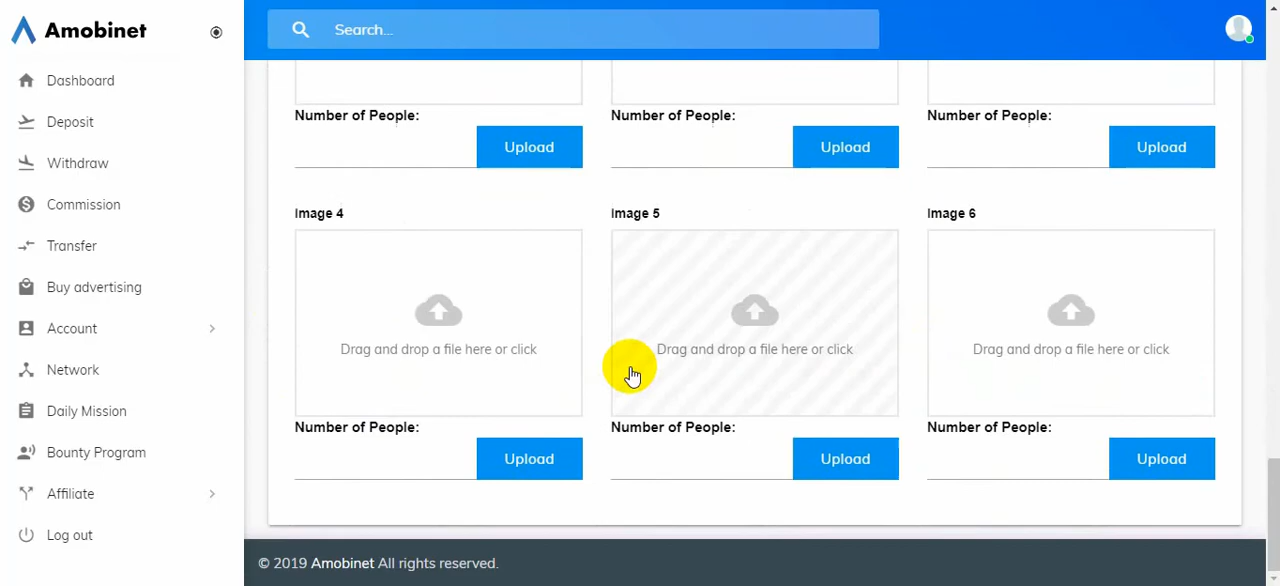 Amobinet
Search...
Dashboard
Deposit
Withdraw
Commission
Transfer
Buy advertising
Account
Network
Daily Mission
Bounty Program
Affiliate
Log out
Number of People: Number of People: Number of People:
Upload Upload Upload
Image 4 Image 5 Image 6
Drag and drop a file here or click Drag and drop a file here or click Drag and drop a file here or click
Number of People: Number of People: Number of People:
Upload Upload Upload
© 2019 Amobinet All rights reserved.